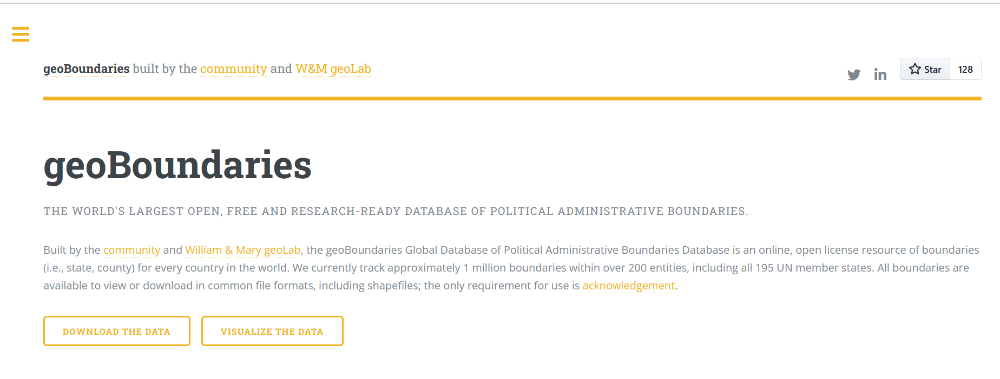 geoBoundaries built by the community and W&M geoLab
Star 128
geoBoundaries
THE WORLD'S LARGEST OPEN, FREE AND RESEARCH-READY DATABASE OF POLITICAL ADMINISTRATIVE BOUNDARIES.
Built by the community and William & Mary geoLab, the geoBoundaries Global Database of Political Administrative Boundaries Database is an online, open license resource of boundaries
(i.e., state, county) for every country in the world. We currently track approximately 1 million boundaries within over 200 entities, including all 195 UN member states. All boundaries are
available to view or download in common file formats, including shapefiles; the only requirement for use is acknowledgement.
DOWNLOAD THE DATA VISUALIZE THE DATA